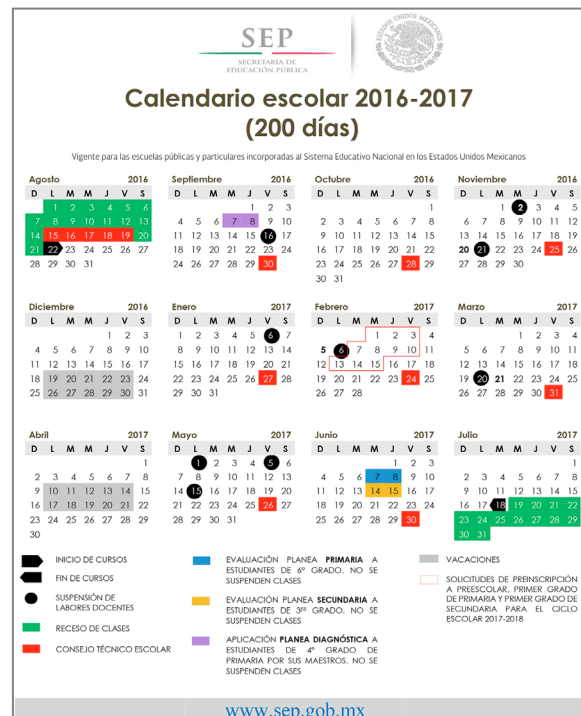 SEP
SECRETARÍA DE
EDUCACIÓN PÚBLICA
ESTADOS UNIDOS MEXICANOS
Calendario escolar 2016-2017
(200 días)
Vigente para las escuelas públicas y particulares incorporadas al Sistema Educativo Nacional en los Estados Unidos Mexicanos
Agosto 2016
D L M M J V S
1 2 3 4 5 6
7 8 9 10 11 12 13
14 15 16 17 18 19 20
21 22 23 24 25 26 27
28 29 30 31
Septiembre 2016
D L M M J V S
1 2 3
4 5 6 7 8 9 10
11 12 13 14 15 16 17
18 19 20 21 22 23 24
24 26 27 28 29 30
Octubre 2016
D L M M J V S
1
2 3 4 5 6 7 8
9 10 11 12 13 14 15
16 17 18 19 20 21 22
23 24 25 26 27 28 29
30 31
Noviembre 2016
D L M M J V S
1 2 3 4 5
6 7 8 9 10 11 12
13 14 15 16 17 18 19
20 21 22 23 24 25 26
27 28 29 30
Diciembre 2016
D L M M J V S
1 2 3
4 5 6 7 8 9 10
11 12 13 14 15 16 17
18 19 20 21 22 23 24
25 26 27 28 29 30 31
Enero 2017
D L M M J V S
1 2 3 4 5 6 7
8 9 10 11 12 13 14
15 16 17 18 19 20 21
22 23 24 25 26 27 28
29 30 31
Febrero 2017
D L M M J V S
1 2 3 4
5 6 7 8 9 10 11
12 13 14 15 16 17 18
19 20 21 22 23 24 25
26 27 28
Marzo 2017
D L M M J V S
1 2 3 4
5 6 7 8 9 10 11
12 13 14 15 16 17 18
19 20 21 22 23 24 25
26 27 28 29 30 31
Abril 2017
D L M M J V S
1
2 3 4 5 6 7 8
9 10 11 12 13 14 15
16 17 18 19 20 21 22
23 24 25 26 27 28 29
30
Mayo 2017
D L M M J V S
1 2 3 4 5 6
7 8 9 10 11 12 13
14 15 16 17 18 19 20
21 22 23 24 25 26 27
28 29 30 31
Junio 2017
D L M M J V S
1 2 3
4 5 6 7 8 9 10
11 12 13 14 15 16 17
18 19 20 21 22 23 24
25 26 27 28 29 30
Julio 2017
D L M M J V S
1
2 3 4 5 6 7 8
9 10 11 12 13 14 15
16 17 18 19 20 21 22
23 24 25 26 27 28 29
30 31
INICIO DE CURSOS
FIN DE CURSOS
SUSPENSIÓN DE
LABORES DOCENTES
RECESO DE CLASES
CONSEJO TÉCNICO ESCOLAR
EVALUACIÓN PLANEA PRIMARIA A
ESTUDIANTES DE 6º GRADO. NO SE
SUSPENDEN CLASES
EVALUACIÓN PLANEA SECUNDARIA A
ESTUDIANTES DE 3er GRADO. NO SE
SUSPENDEN CLASES
APLICACIÓN PLANEA DIAGNÓSTICA A
ESTUDIANTES DE 4º GRADO DE
PRIMARIA POR SUS MAESTROS. NO SE
SUSPENDEN CLASES
VACACIONES
SOLICITUDES DE PREINSCRIPCIÓN
A PREESCOLAR, PRIMER GRADO
DE PRIMARIA Y PRIMER GRADO DE
SECUNDARIA PARA EL CICLO
ESCOLAR 2017-2018
www.sep.gob.mx